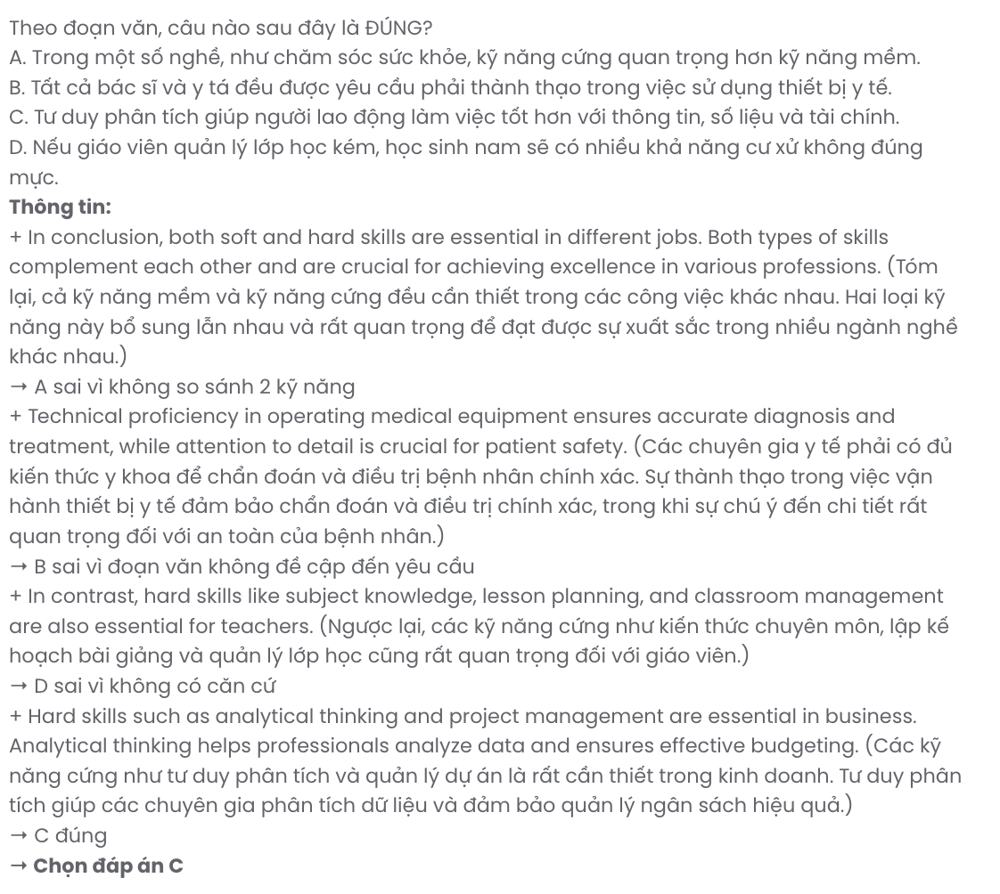 Theo đoạn văn, câu nào sau đây là ĐÚNG?
A. Trong một số nghề, như chăm sóc sức khỏe, kỹ năng cứng quan trọng hơn kỹ năng mềm.
B. Tất cả bác sĩ và y tá đều được yêu cầu phải thành thạo trong việc sử dụng thiết bị y tế.
C. Tư duy phân tích giúp người lao động làm việc tốt hơn với thông tin, số liệu và tài chính.
D. Nếu giáo viên quản lý lớp học kém, học sinh nam sẽ có nhiều khả năng cư xử không đúng
mực.
Thông tin:
+ In conclusion, both soft and hard skills are essential in different jobs. Both types of skills
complement each other and are crucial for achieving excellence in various professions. (Tóm
lại, cả kỹ năng mềm và kỹ năng cứng đều cần thiết trong các công việc khác nhau. Hai loại kỹ
năng này bổ sung lẫn nhau và rất quan trọng để đạt được sự xuất sắc trong nhiều ngành nghề
khác nhau.)
→ A sai vì không so sánh 2 kỹ năng
+ Technical proficiency in operating medical equipment ensures accurate diagnosis and
treatment, while attention to detail is crucial for patient safety. (Các chuyên gia y tế phải có đủ
kiến thức y khoa để chẩn đoán và điều trị bệnh nhân chính xác. Sự thành thạo trong việc vận
hành thiết bị y tế đảm bảo chẩn đoán và điều trị chính xác, trong khi sự chú ý đến chi tiết rất
quan trọng đối với an toàn của bệnh nhân.)
→ B sai vì đoạn văn không đề cập đến yêu cầu
+ In contrast, hard skills like subject knowledge, lesson planning, and classroom management
are also essential for teachers. (Ngược lại, các kỹ năng cứng như kiến thức chuyên môn, lập kế
hoạch bài giảng và quản lý lớp học cũng rất quan trọng đối với giáo viên.)
→ D sai vì không có căn cứ
+ Hard skills such as analytical thinking and project management are essential in business.
Analytical thinking helps professionals analyze data and ensures effective budgeting. (Các kỹ
năng cứng như tư duy phân tích và quản lý dự án là rất cần thiết trong kinh doanh. Tư duy phân
tích giúp các chuyên gia phân tích dữ liệu và đảm bảo quản lý ngân sách hiệu quả.)
→ C đúng
→ Chọn đáp án C